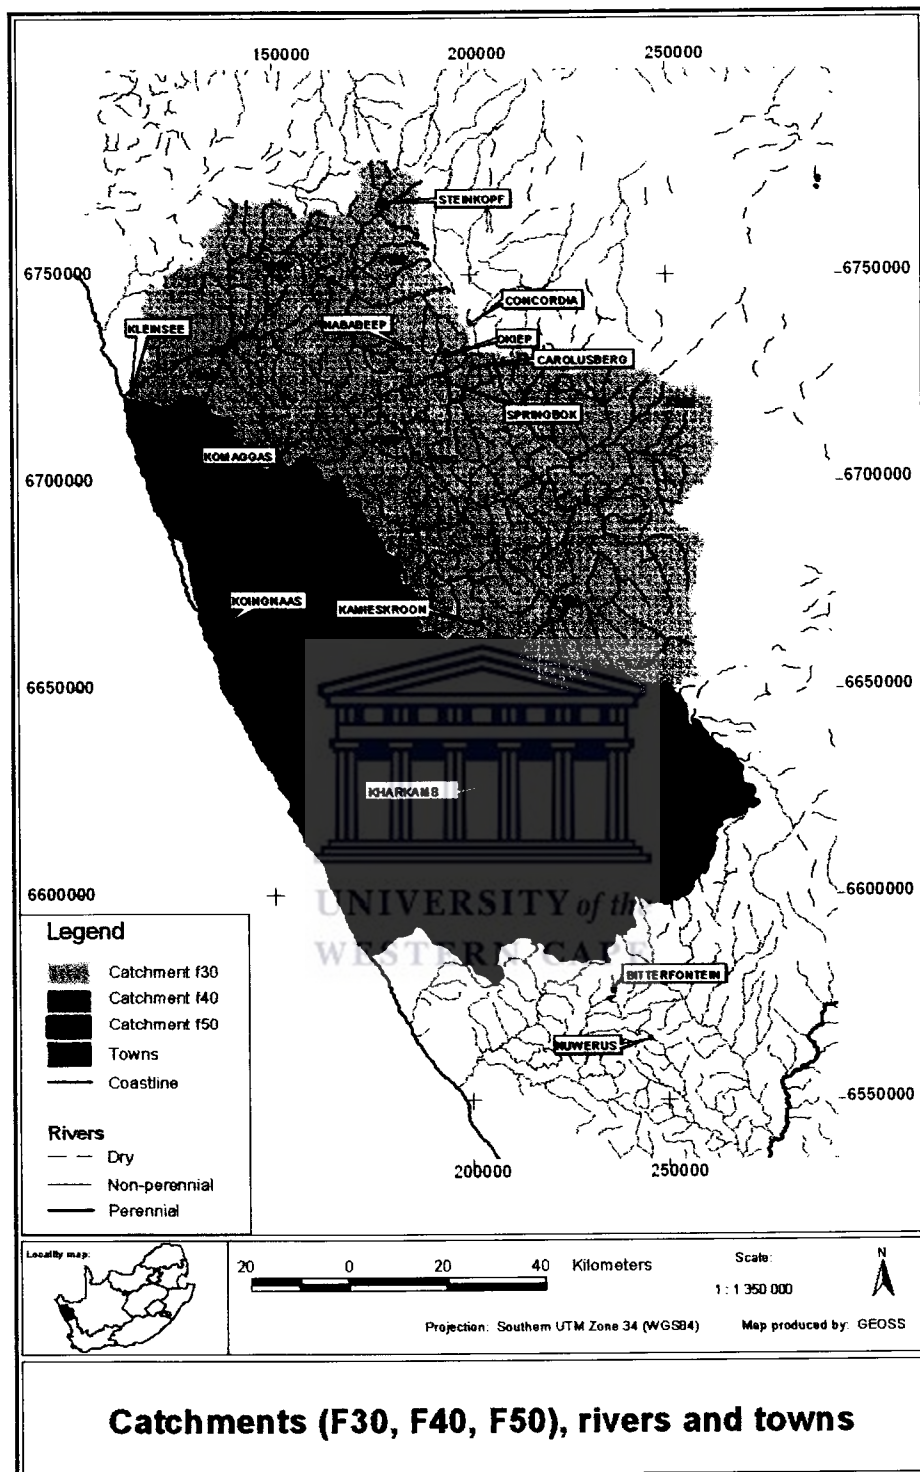 150000 200000 250000
STEINKOPF
6750000 6750000
CONCORDIA
KLEINSEE
NABABEEP
OKIEP
CAROLUSBERG
SPRINGBOK
KOMAGGAS
6700000 6700000
KOINGNAAS
KAMIESKROON
6650000 6650000
KHARKAMS
6600000 6600000
UNIVERSITY of the
WESTERN CAPE
BITTERFONTEIN
NUWERUS
6550000
200000 250000
Legend
Catchment f30
Catchment f40
Catchment f50
Towns
Coastline
Rivers
Dry
Non-perennial
Perennial
Locality map:
20 0 20 40 Kilometers
Scale:
1 : 1 350 000
N
Projection: Southern UTM Zone 34 (WGS84)
Map produced by: GEOSS
Catchments (F30, F40, F50), rivers and towns